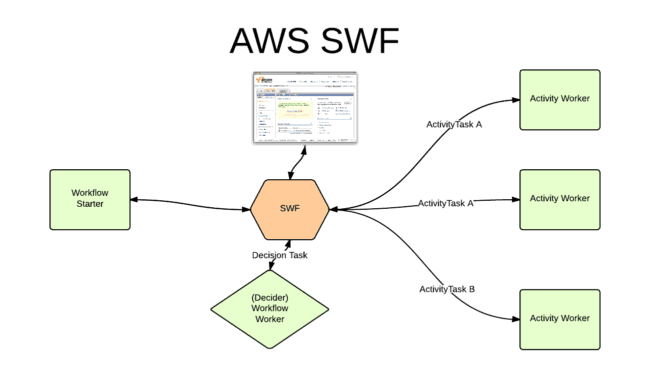 AWS SWF
Activity Worker
ActivityTask A
Workflow
Starter
SWF
ActivityTask A
Activity Worker
Decision Task
(Decider)
Workflow
Worker
ActivityTask B
Activity Worker